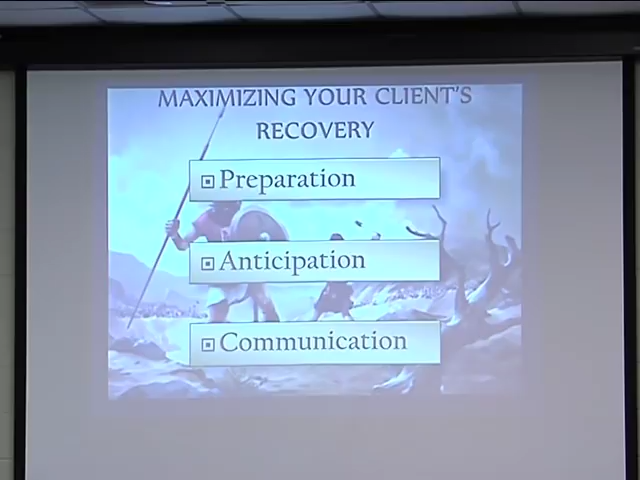 MAXIMIZING YOUR CLIENT'S
RECOVERY
Preparation
Anticipation
Communication